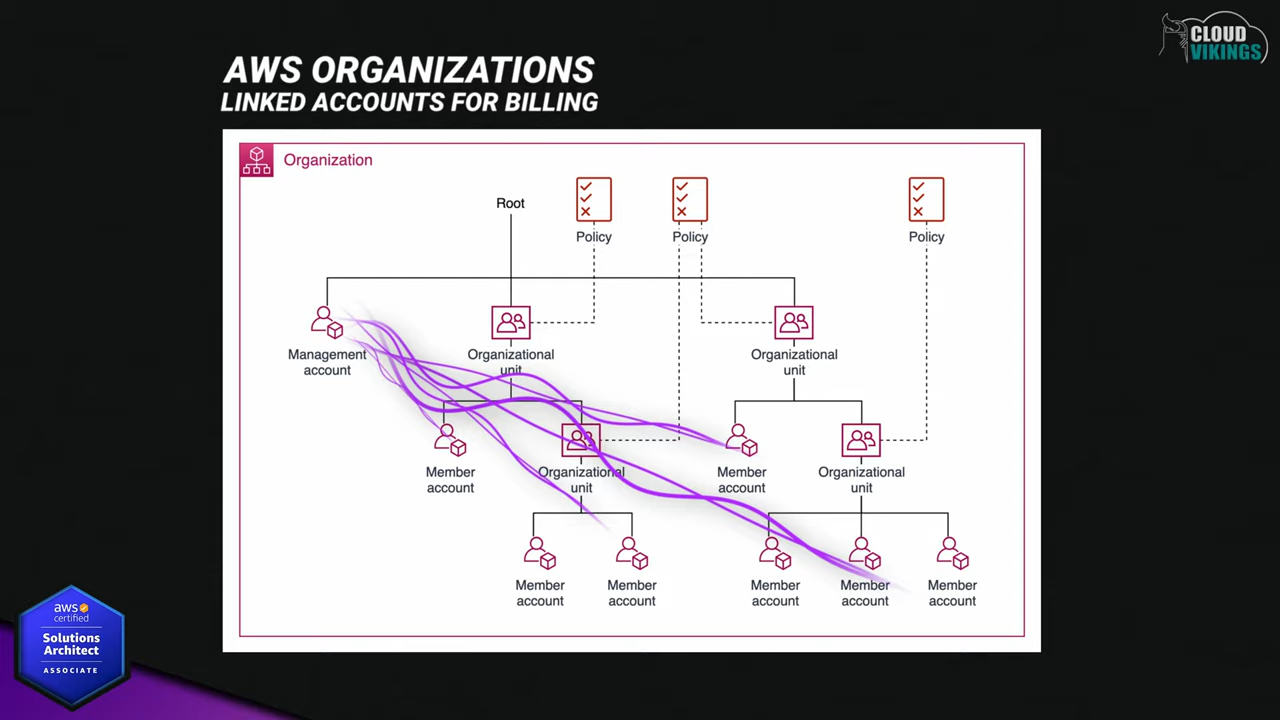 CLOUD
VIKINGS
AWS ORGANIZATIONS
LINKED ACCOUNTS FOR BILLING
Organization
Root
Policy
Policy
Policy
Management
account
Organizational
unit
Organizational
unit
Member
account
Organizational
unit
Member
account
Organizational
unit
Member
account
Member
account
Member
account
Member
account
Member
account
aws
certified
Solutions
Architect
ASSOCIATE